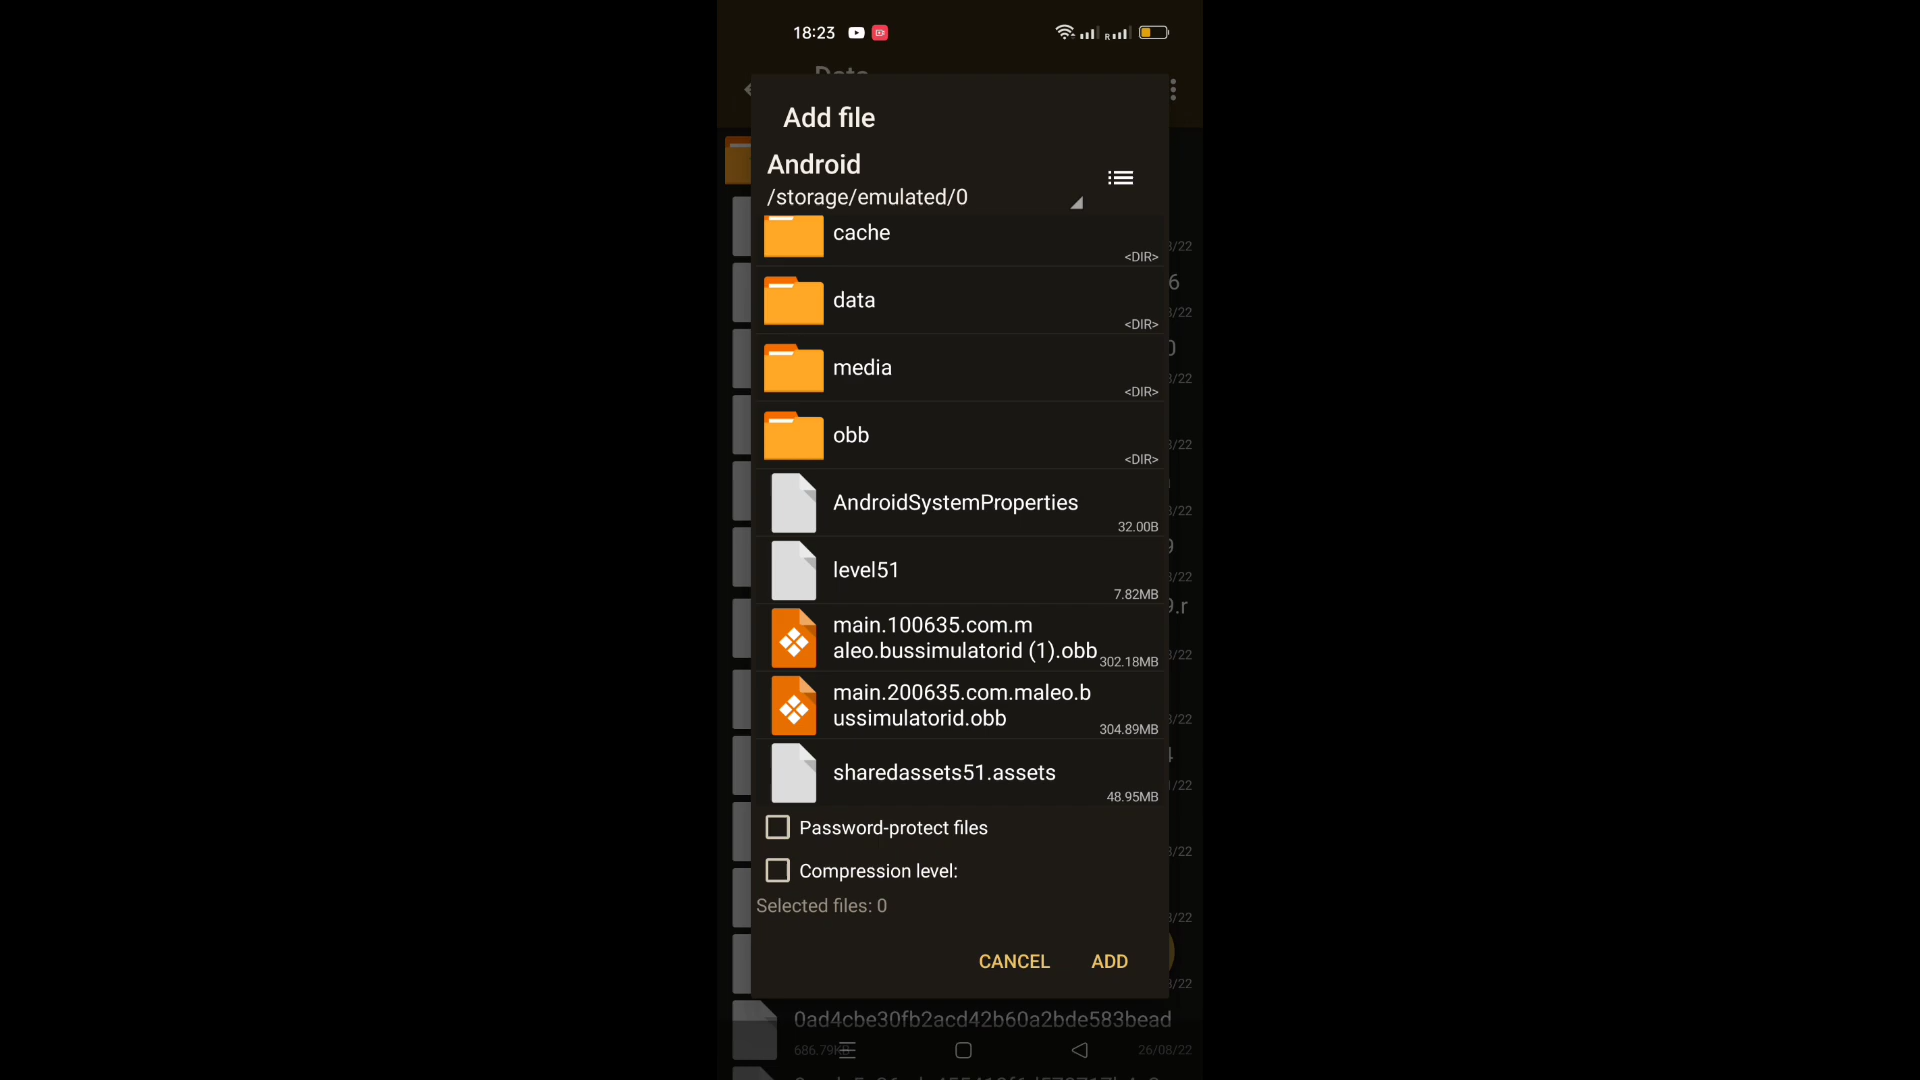 18:23
R
Data
Add file
Android
/storage/emulated/0
cache
<DIR>
data
<DIR>
media
<DIR>
obb
<DIR>
AndroidSystemProperties
32.00B
level51
7.82MB
main.100635.com.m
aleo.bussimulatorid (1).obb
302.18MB
main.200635.com.maleo.b
ussimulatorid.obb
304.89MB
sharedassets51.assets
48.95MB
Password-protect files
Compression level:
Selected files: 0
CANCEL
ADD
0ad4cbe30fb2acd42b60a2bde583bead
686.79KB
26/08/22